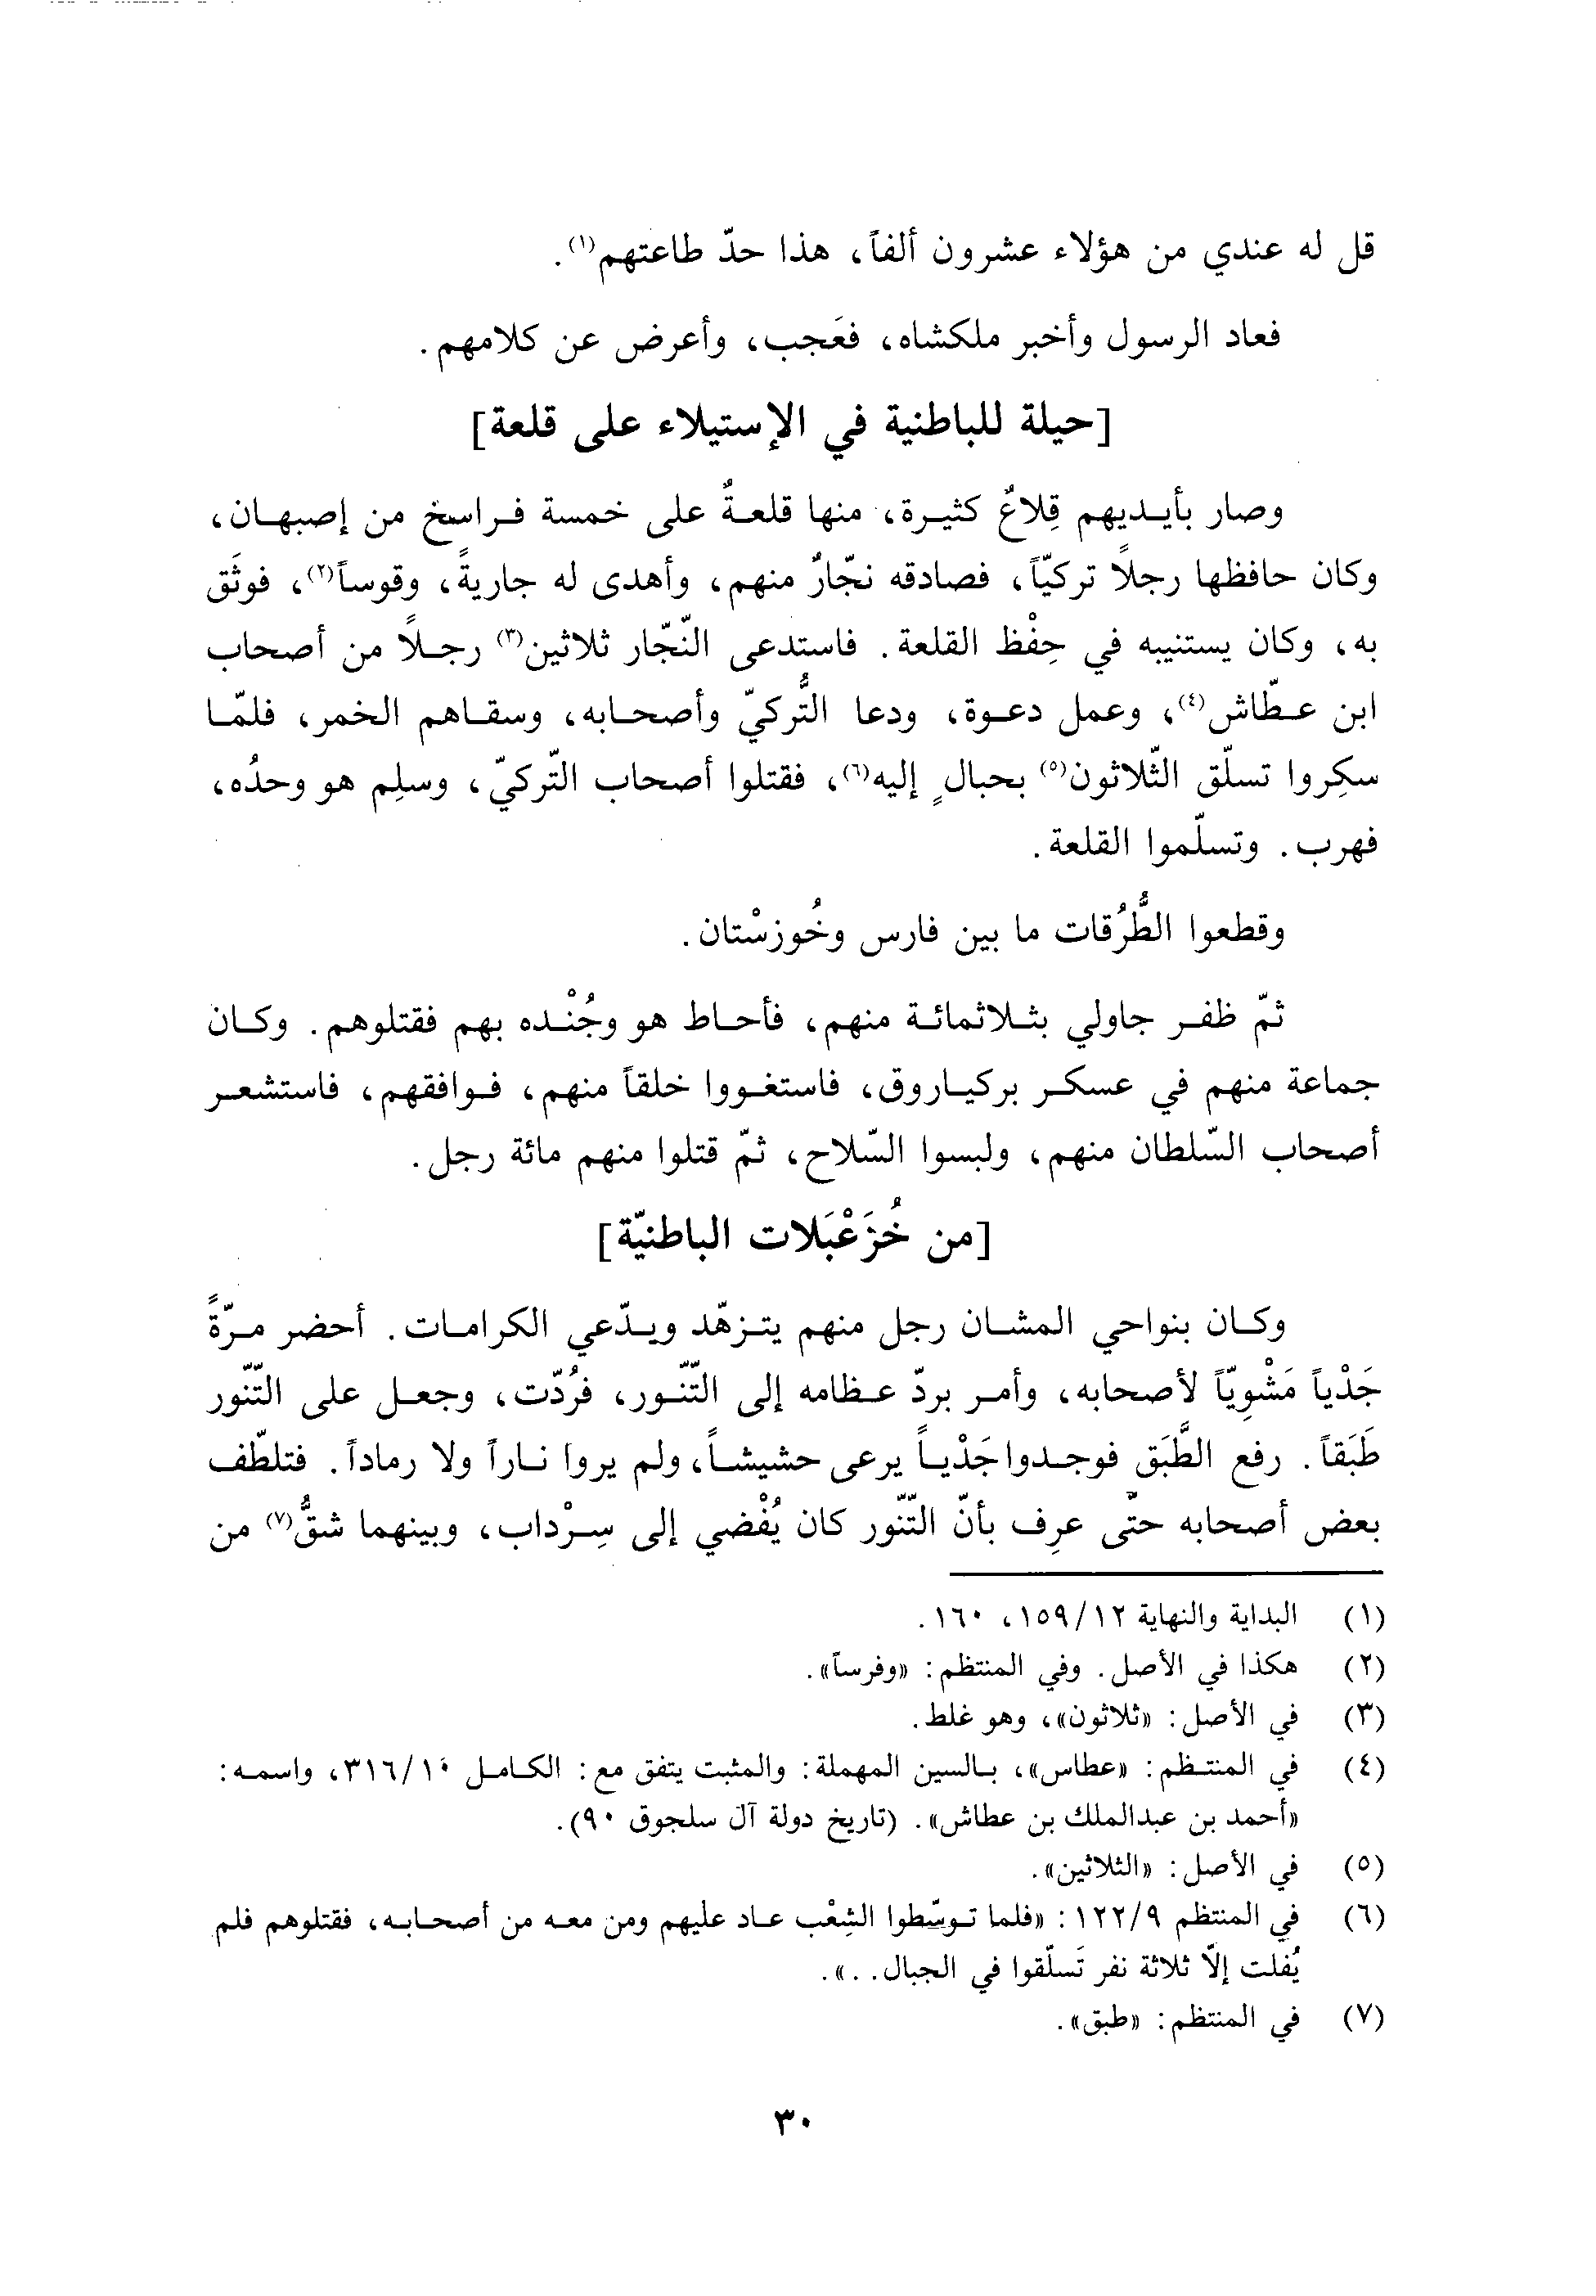 قل له عندي من هؤلاء عشرون ألفاً، هذا حدّ طاعتهم(١).
فعاد الرسول وأخبر ملكشاه، فعَجب، وأعرض عن كلامهم.
[حيلة للباطنية في الإستيلاء على قلعة]
وصار بأيديهم قِلاعٌ كثيرة، منها قلعةٌ على خمسة فراسخ من إصبهان،
وكان حافظها رجلاً تركيّاً، فصادقه نجّارٌ منهم، وأهدى له جاريةً، وقوساً(٢)، فوثَق
به، وكان يستنيبه في حِفْظ القلعة. فاستدعى النّجّار ثلاثين(٣) رجلاً من أصحاب
ابن عطّاش(٤)، وعمل دعوة، ودعا التُّركيّ وأصحابه، وسقاهم الخمر، فلمّا
سكِروا تسلّق الثّلاثون(٥) بحبالٍ إليه(٦)، فقتلوا أصحاب التّركيّ، وسلِم هو وحدُه،
فهرب. وتسلّموا القلعة.
وقطعوا الطُّرُقات ما بين فارس وخُوزسْتان.
ثمّ ظفر جاولي بثلاثمائة منهم، فأحاط هو وجُنْده بهم فقتلوهم. وكان
جماعة منهم في عسكر بركياروق، فاستغووا خلقاً منهم، فوافقهم، فاستشعر
أصحاب السّلطان منهم، ولبسوا السّلاح، ثمّ قتلوا منهم مائة رجل.
[من خُزَعْبَلات الباطنيّة]
وكان بنواحي المشان رجل منهم يتزهّد ويدّعي الكرامات. أحضر مرّةً
جَدْياً مَشْوِيّاً لأصحابه، وأمر بردّ عظامه إلى التّنّور، فرُدّت، وجعل على التّنّور
طَبَقاً. رفع الطَّبَق فوجدوا جَدْياً يرعى حشيشاً، ولم يروا ناراً ولا رماداً. فتلطّف
بعض أصحابه حتّى عرِف بأنّ التّنّور كان يُفْضي إلى سِرْداب، وبينهما شقٌّ(٧) من
(١) البداية والنهاية ١٥٩/١٢، ١٦٠.
(٢) هكذا في الأصل. وفي المنتظم: «وفرساً».
(٣) في الأصل: «ثلاثون»، وهو غلط.
(٤) في المنتظم: «عطاس»، بالسين المهملة: والمثبت يتفق مع: الكامل ٣١٦/١٠، واسمه:
«أحمد بن عبدالملك بن عطاش». (تاريخ دولة آل سلجوق ٩٠).
(٥) في الأصل: «الثلاثين».
(٦) في المنتظم ١٢٢/٩: «فلما توسّطوا الشِعْب عاد عليهم ومن معه من أصحابه، فقتلوهم فلم
يُفلت إلّا ثلاثة نفر تَسلّقوا في الجبال...».
(٧) في المنتظم: «طبق».
٣٠